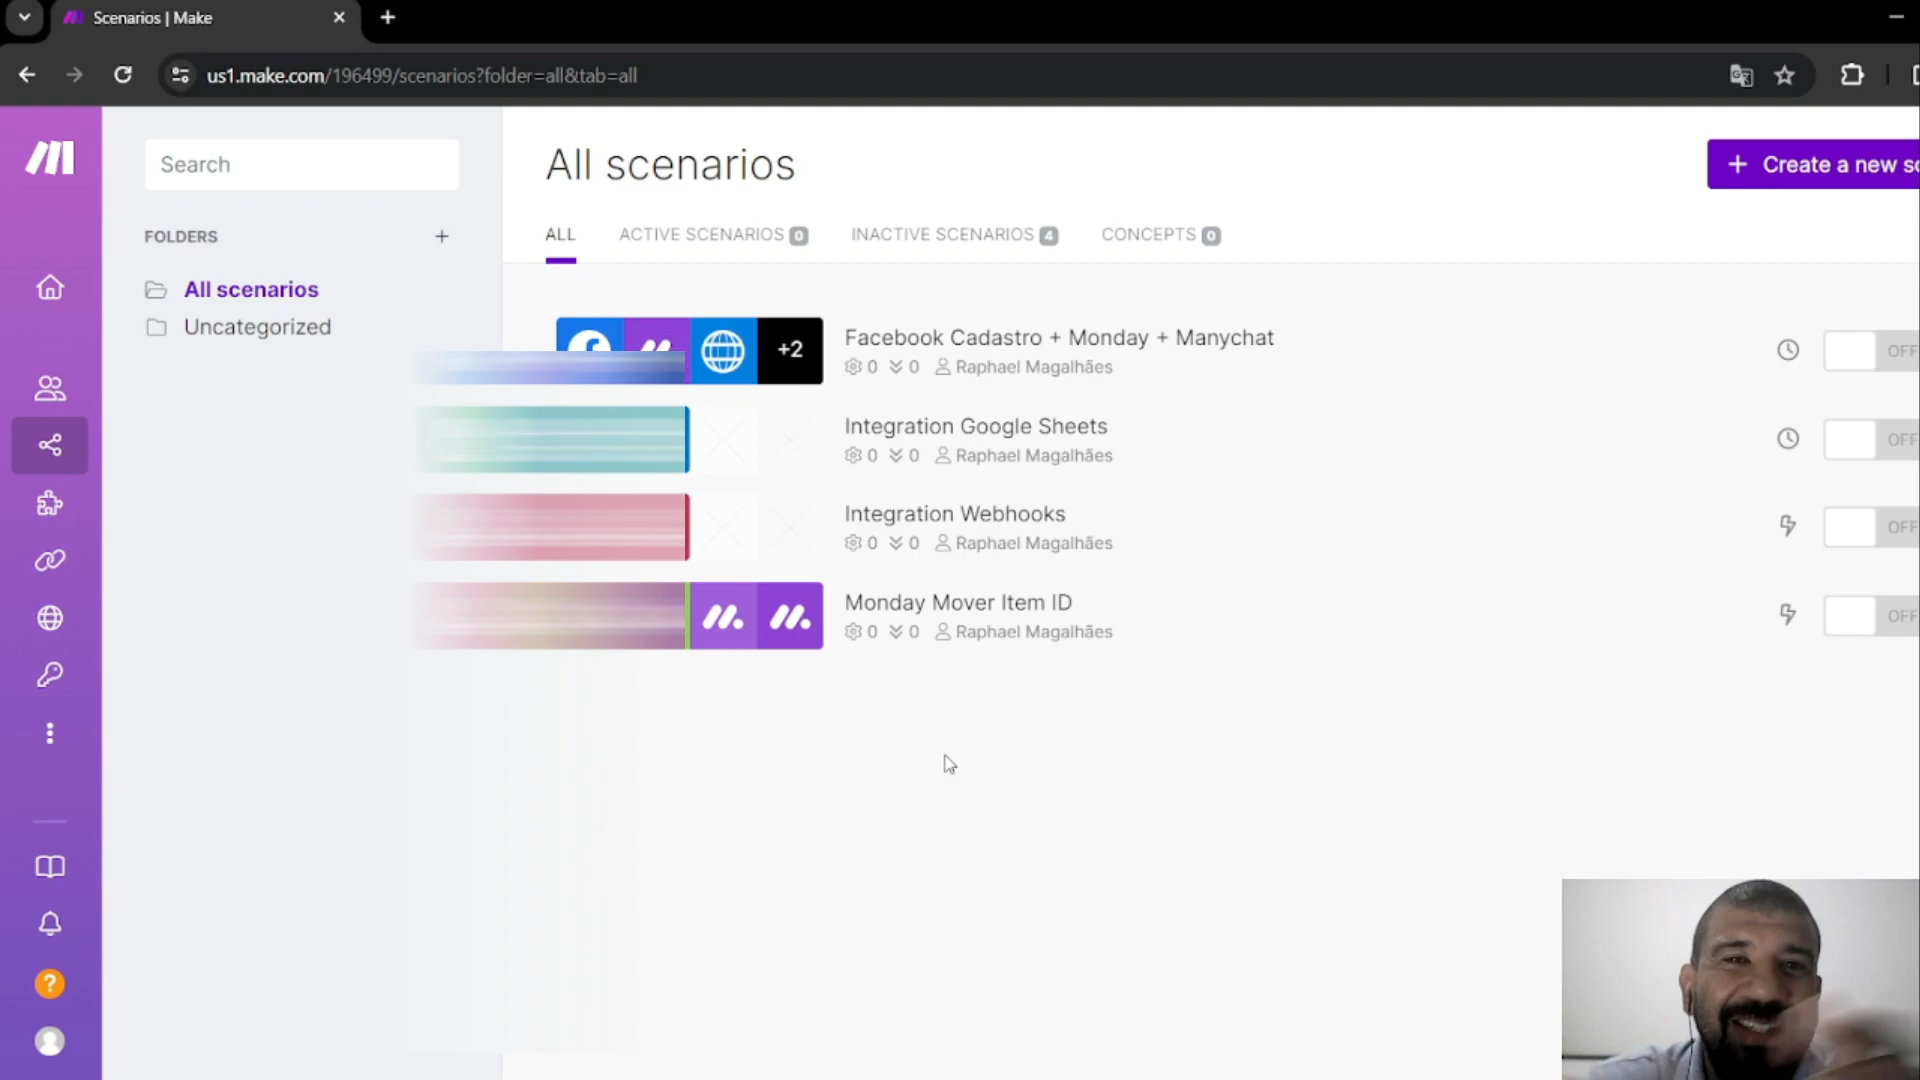 Scenarios | Make
us1.make.com/196499/scenarios?folder=all&tab=all
Search
FOLDERS
All scenarios
Uncategorized
All scenarios
+ Create a new
ALL
ACTIVE SCENARIOS 0
INACTIVE SCENARIOS 4
CONCEPTS 0
+2
Facebook Cadastro + Monday + Manychat
0 0 Raphael Magalhães
OFF
Integration Google Sheets
0 0 Raphael Magalhães
OFF
Integration Webhooks
0 0 Raphael Magalhães
OFF
Monday Mover Item ID
0 0 Raphael Magalhães
OFF
?